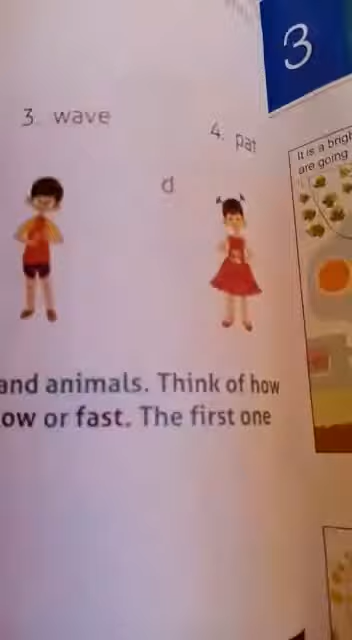 3
3. wave
4. pat
It is a brigh
are going
d
and animals. Think of how
ow or fast. The first one